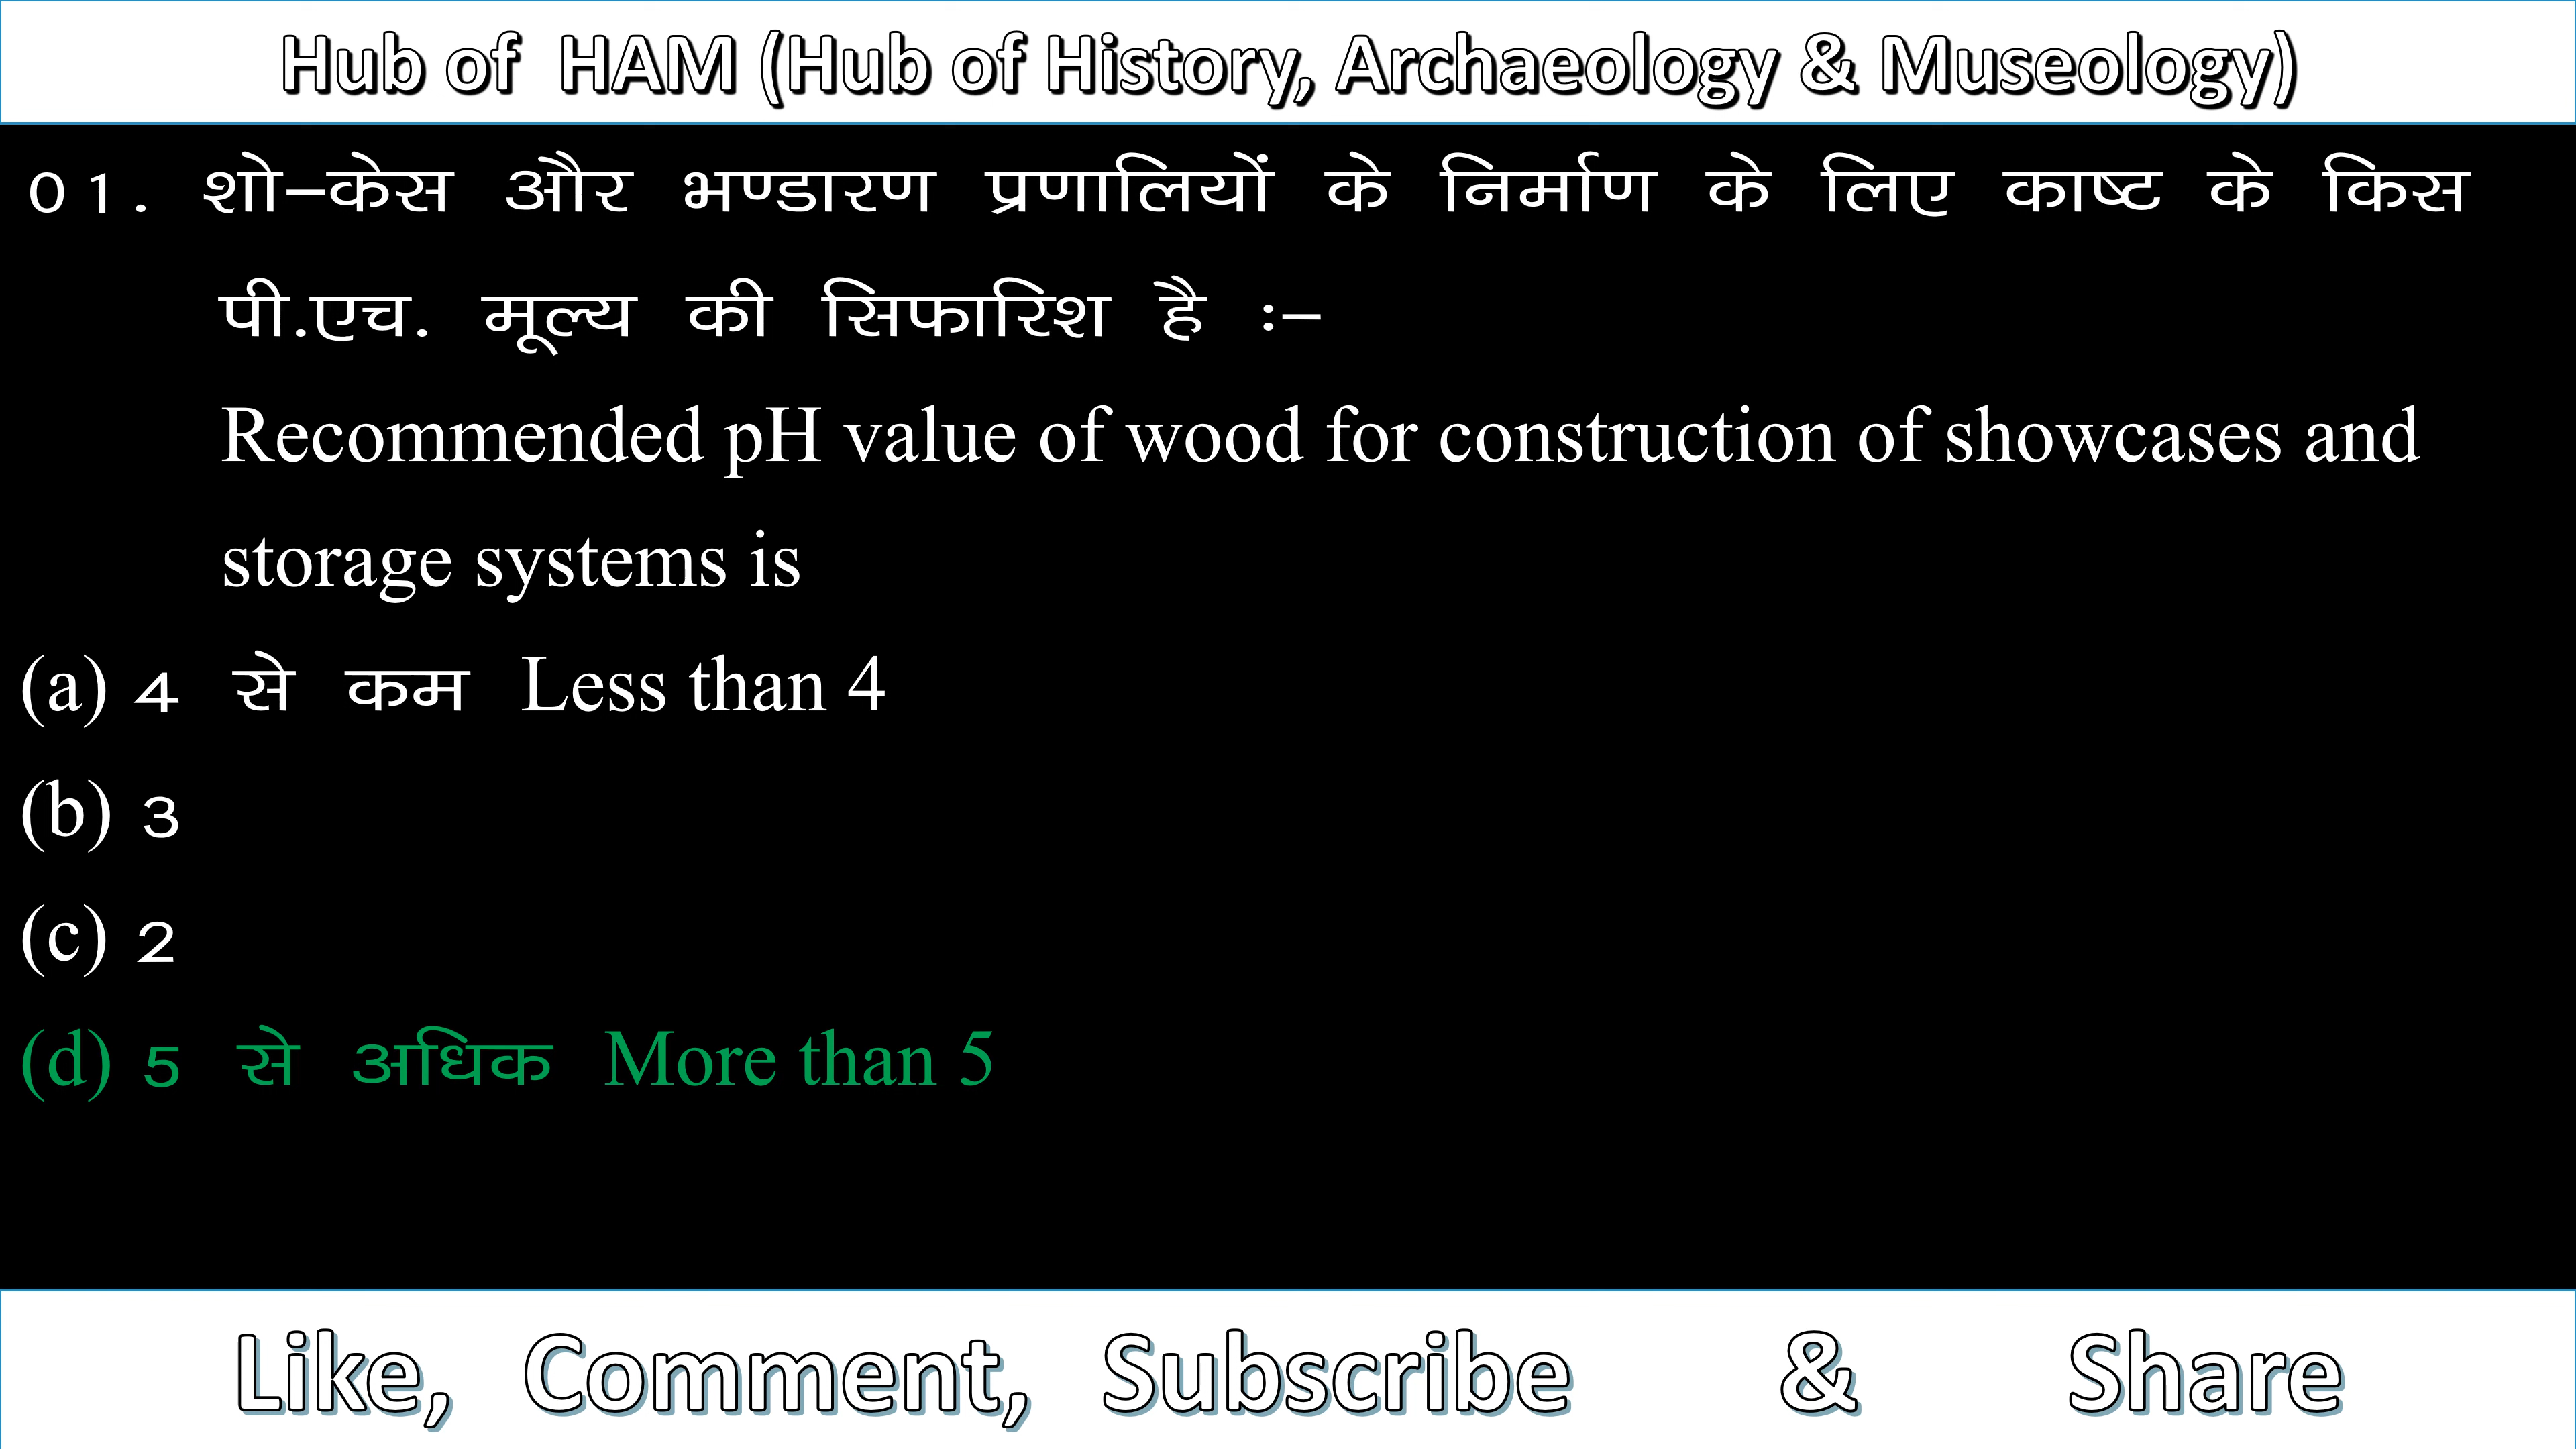 Hub of HAM (Hub of History, Archaeology & Museology)
01. शो–केस और भण्डारण प्रणालियों के निर्माण के लिए काष्ट के किस
पी.एच. मूल्य की सिफारिश है :–
Recommended pH value of wood for construction of showcases and
storage systems is
(a) 4 से कम Less than 4
(b) 3
(c) 2
(d) 5 से अधिक More than 5
Like, Comment, Subscribe & Share